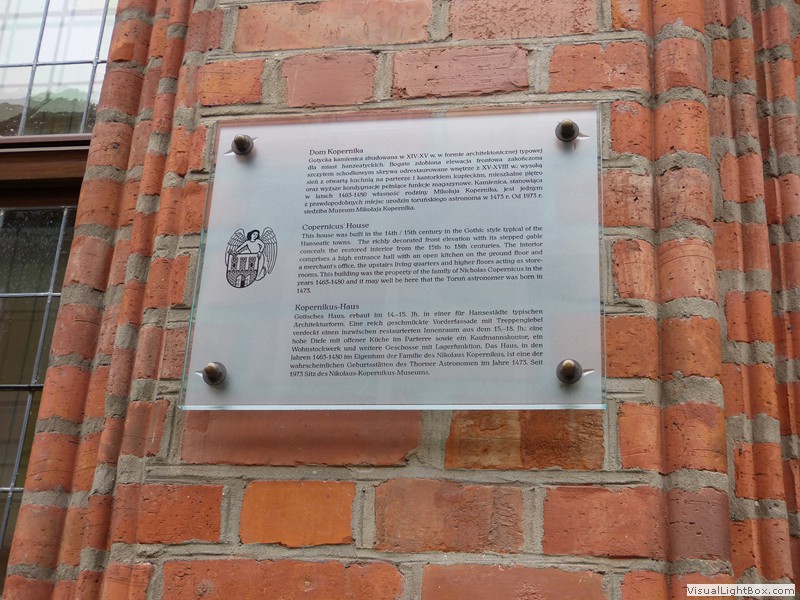 Dom Kopernika
Gotycka kamienica zbudowana w XIV-XV w. w formie architektonicznej typowej
dla miast hanzeatyckich. Bogato zdobiona elewacja frontowa zakończona
szczytem schodkowym skrywa odrestaurowane wnętrze z XV-XVIII w.: wysoką
sień z otwartą kuchnią na parterze i kantorkiem kupieckim, mieszkalne piętro
oraz wyższe kondygnacje pełniące funkcje magazynowe. Kamienica, stanowiąca
w latach 1463-1480 własność rodziny Mikołaja Kopernika, jest jednym
z prawdopodobnych miejsc urodzin toruńskiego astronoma w 1473 r. Od 1973 r.
siedziba Muzeum Mikołaja Kopernika.
Copernicus' House
This house was built in the 14th / 15th century in the Gothic style typical of the
Hanseatic towns. The richly decorated front elevation with its stepped gable
conceals the restored interior from the 15th to 18th centuries. The interior
comprises a high entrance hall with an open kitchen on the ground floor and
a merchant's office, the upstairs living quarters and higher floors acting as store-
rooms. This building was the property of the family of Nicholas Copernicus in the
years 1463-1480 and it may well be here that the Toruń astronomer was born in
1473.
Kopernikus-Haus
Gotisches Haus, erbaut im 14.-15. Jh. in einer für Hansestädte typischen
Architekturform. Eine reich geschmückte Vorderfassade mit Treppengiebel
verdeckt einen inzwischen restaurierten Innenraum aus dem 15.-18. Jh.: eine
hohe Diele mit offener Küche im Parterre sowie ein Kaufmannskontor, ein
Wohnstockwerk und weitere Geschosse mit Lagerfunktion. Das Haus, in den
Jahren 1463-1480 im Eigentum der Familie des Nikolaus Kopernikus, ist eine der
wahrscheinlichen Geburtsstätten des Thorner Astronomen im Jahre 1473. Seit
1973 Sitz des Nikolaus-Kopernikus-Museums.
VisualLightBox.com